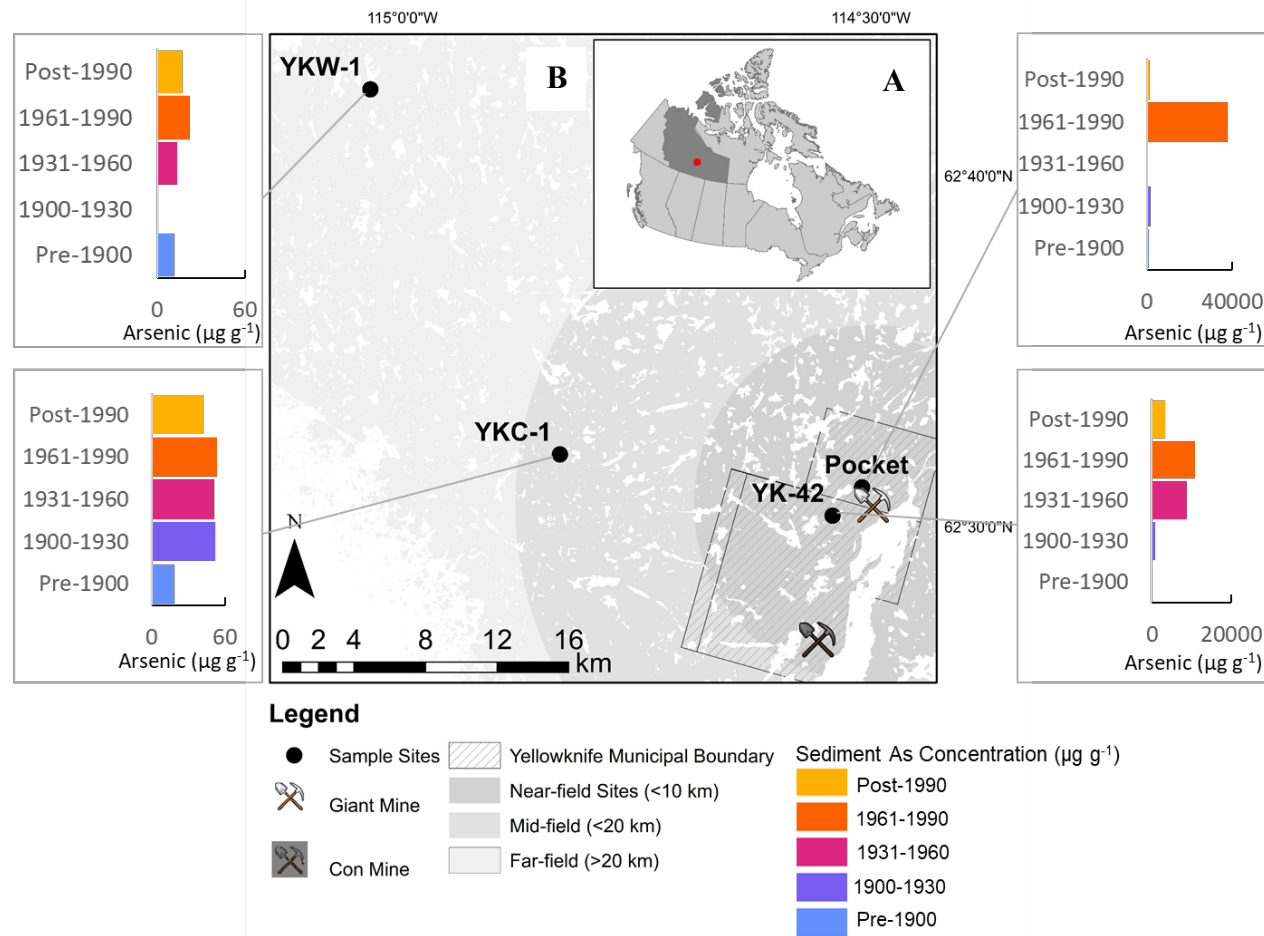 115°0'0"W
114°30'0"W
Post-1990
1961-1990
1931-1960
1900-1930
Pre-1900
0
60
Arsenic (µg g⁻¹)
YKW-1
B
A
Post-1990
1961-1990
1931-1960
1900-1930
Pre-1900
0
40000
Arsenic (µg g⁻¹)
62°40'0"N
Post-1990
1961-1990
1931-1960
1900-1930
Pre-1900
0
60
Arsenic (µg g⁻¹)
YKC-1
Pocket
YK-42
62°30'0"N
N
0 2 4 8 12 16
km
Post-1990
1961-1990
1931-1960
1900-1930
Pre-1900
0
20000
Arsenic (µg g⁻¹)
Legend
Sample Sites
Giant Mine
Con Mine
Yellowknife Municipal Boundary
Near-field Sites (<10 km)
Mid-field (<20 km)
Far-field (>20 km)
Sediment As Concentration (µg g⁻¹)
Post-1990
1961-1990
1931-1960
1900-1930
Pre-1900